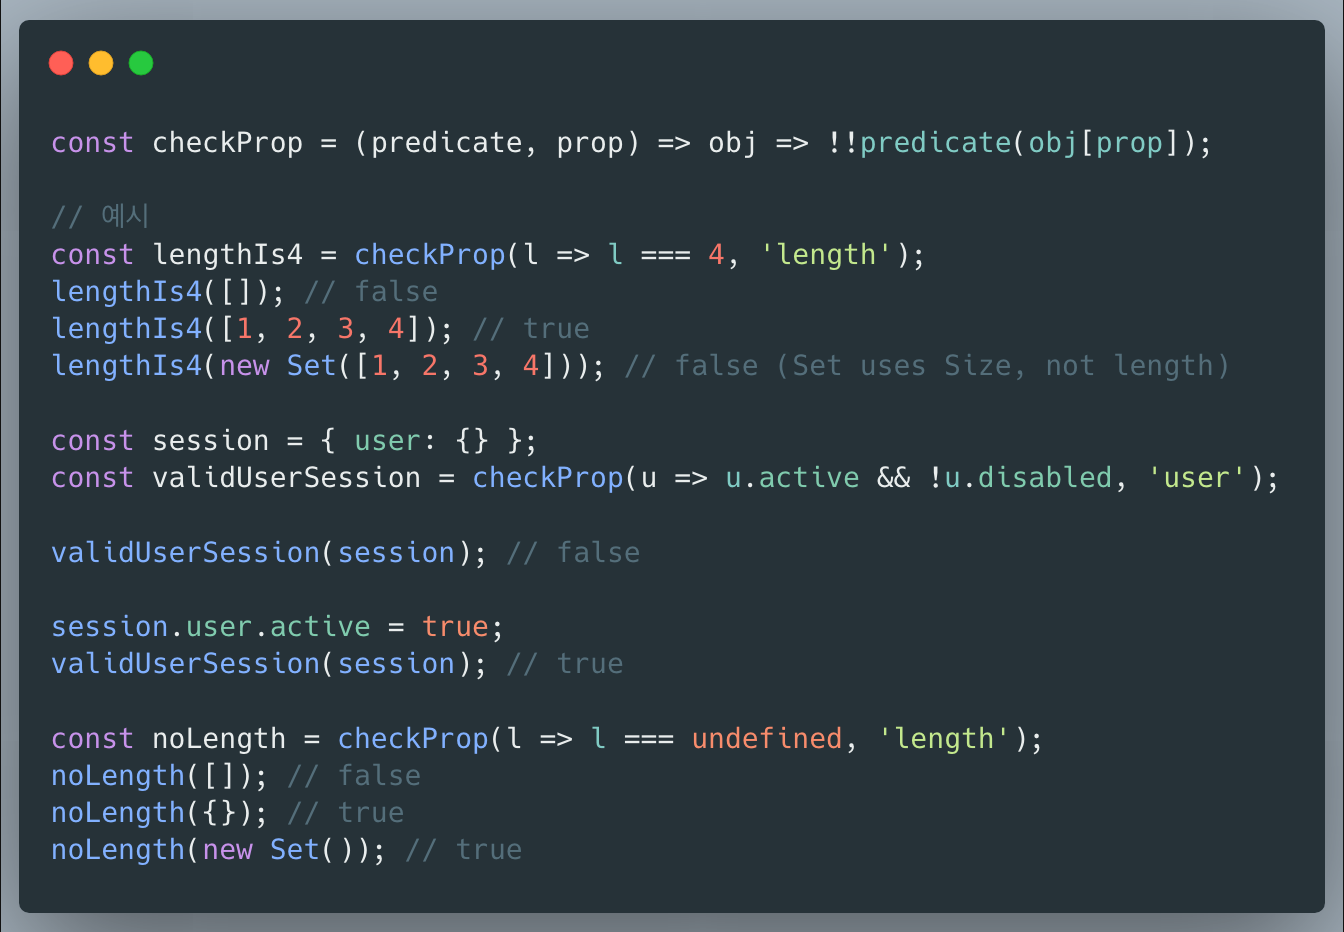 const checkProp = (predicate, prop) => obj => !!predicate(obj[prop]);
// 예시
const lengthIs4 = checkProp(l => l === 4, 'length');
lengthIs4([]); // false
lengthIs4([1, 2, 3, 4]); // true
lengthIs4(new Set([1, 2, 3, 4])); // false (Set uses Size, not length)
const session = { user: {} };
const validUserSession = checkProp(u => u.active && !u.disabled, 'user');
validUserSession(session); // false
session.user.active = true;
validUserSession(session); // true
const noLength = checkProp(l => l === undefined, 'length');
noLength([]); // false
noLength({}); // true
noLength(new Set()); // true